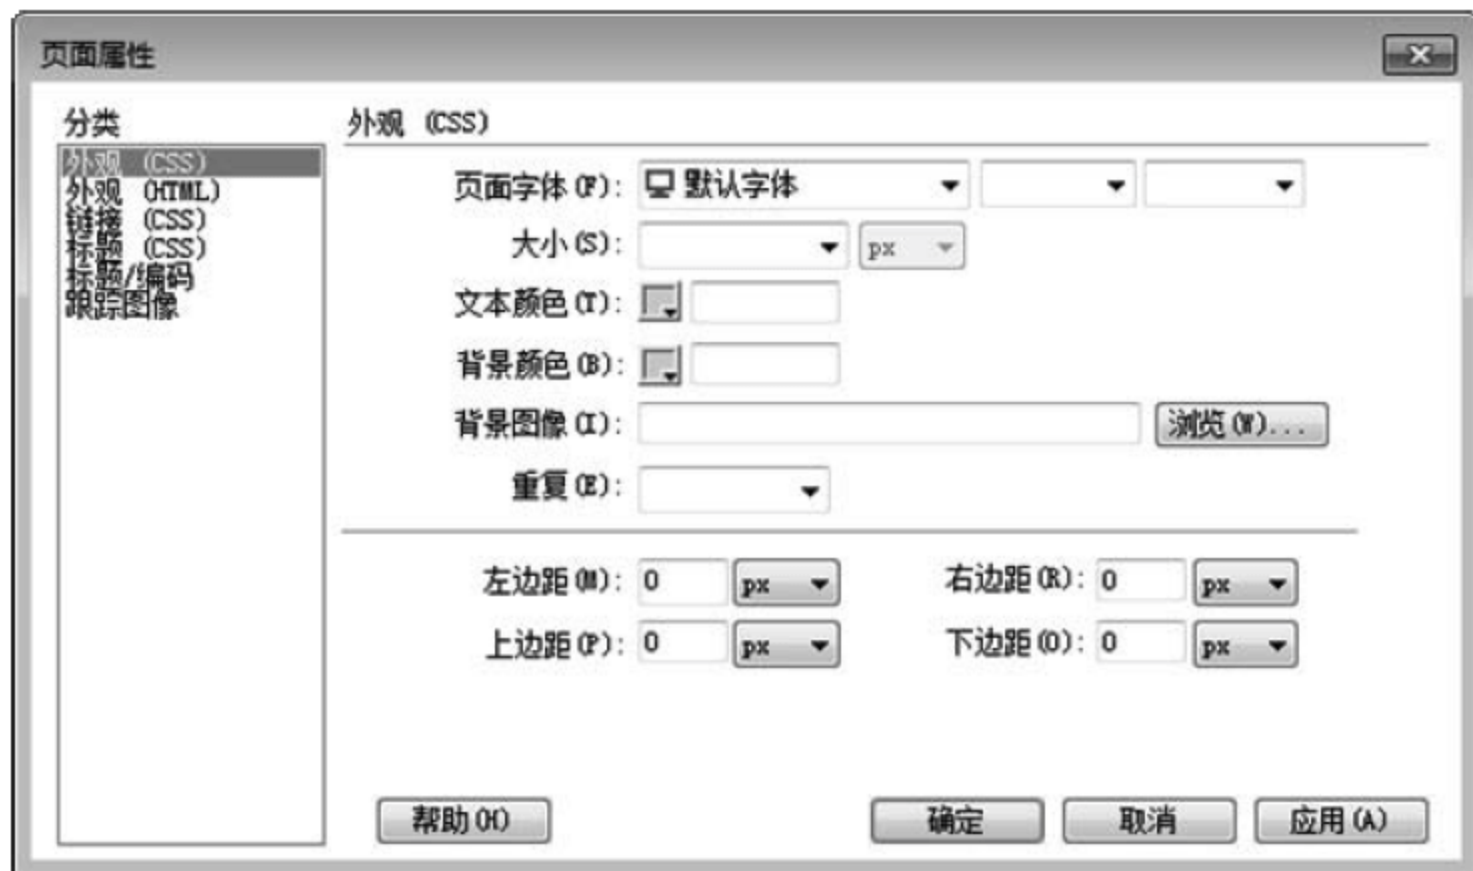 页面属性
分类
外观 (CSS)
外观 (HTML)
链接 (CSS)
标题 (CSS)
标题/编码
跟踪图像
外观 (CSS)
页面字体(F): 默认字体
大小(S): px
文本颜色(T):
背景颜色(B):
背景图像(I): 浏览(W)...
重复(E):
左边距(M): 0 px 右边距(R): 0 px
上边距(P): 0 px 下边距(O): 0 px
帮助(H) 确定 取消 应用(A)